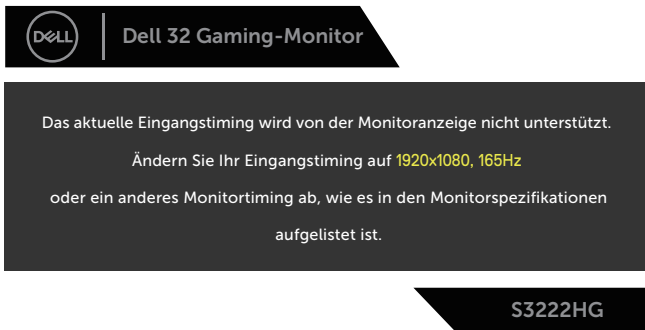 DELL
Dell 32 Gaming-Monitor
Das aktuelle Eingangstiming wird von der Monitoranzeige nicht unterstützt.
Ändern Sie Ihr Eingangstiming auf 1920x1080, 165Hz
oder ein anderes Monitortiming ab, wie es in den Monitorspezifikationen
aufgelistet ist.
S3222HG